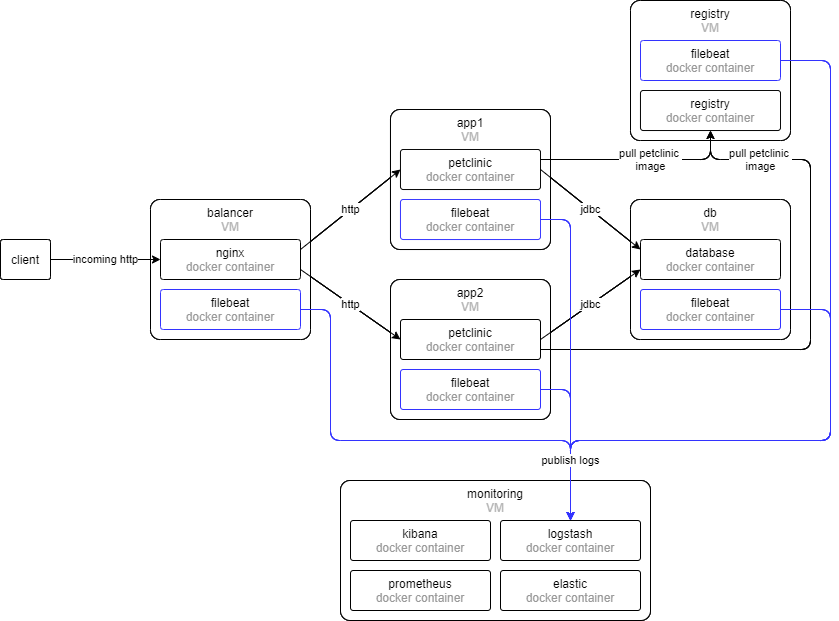 registry
VM
filebeat
docker container
registry
docker container
app1
VM
petclinic
docker container
filebeat
docker container
pull petclinic
image
pull petclinic
image
http
jdbc
balancer
VM
nginx
docker container
filebeat
docker container
client
incoming http
db
VM
database
docker container
filebeat
docker container
http
jdbc
app2
VM
petclinic
docker container
filebeat
docker container
publish logs
monitoring
VM
kibana
docker container
logstash
docker container
prometheus
docker container
elastic
docker container